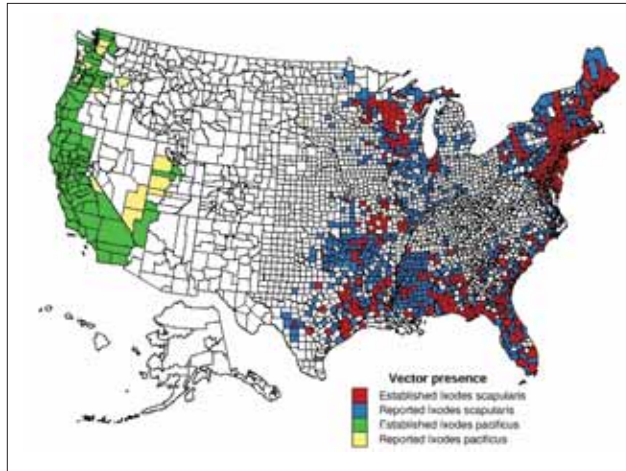 Vector presence
Established Ixodes scapularis
Reported Ixodes scapularis
Established Ixodes pacificus
Reported Ixodes pacificus